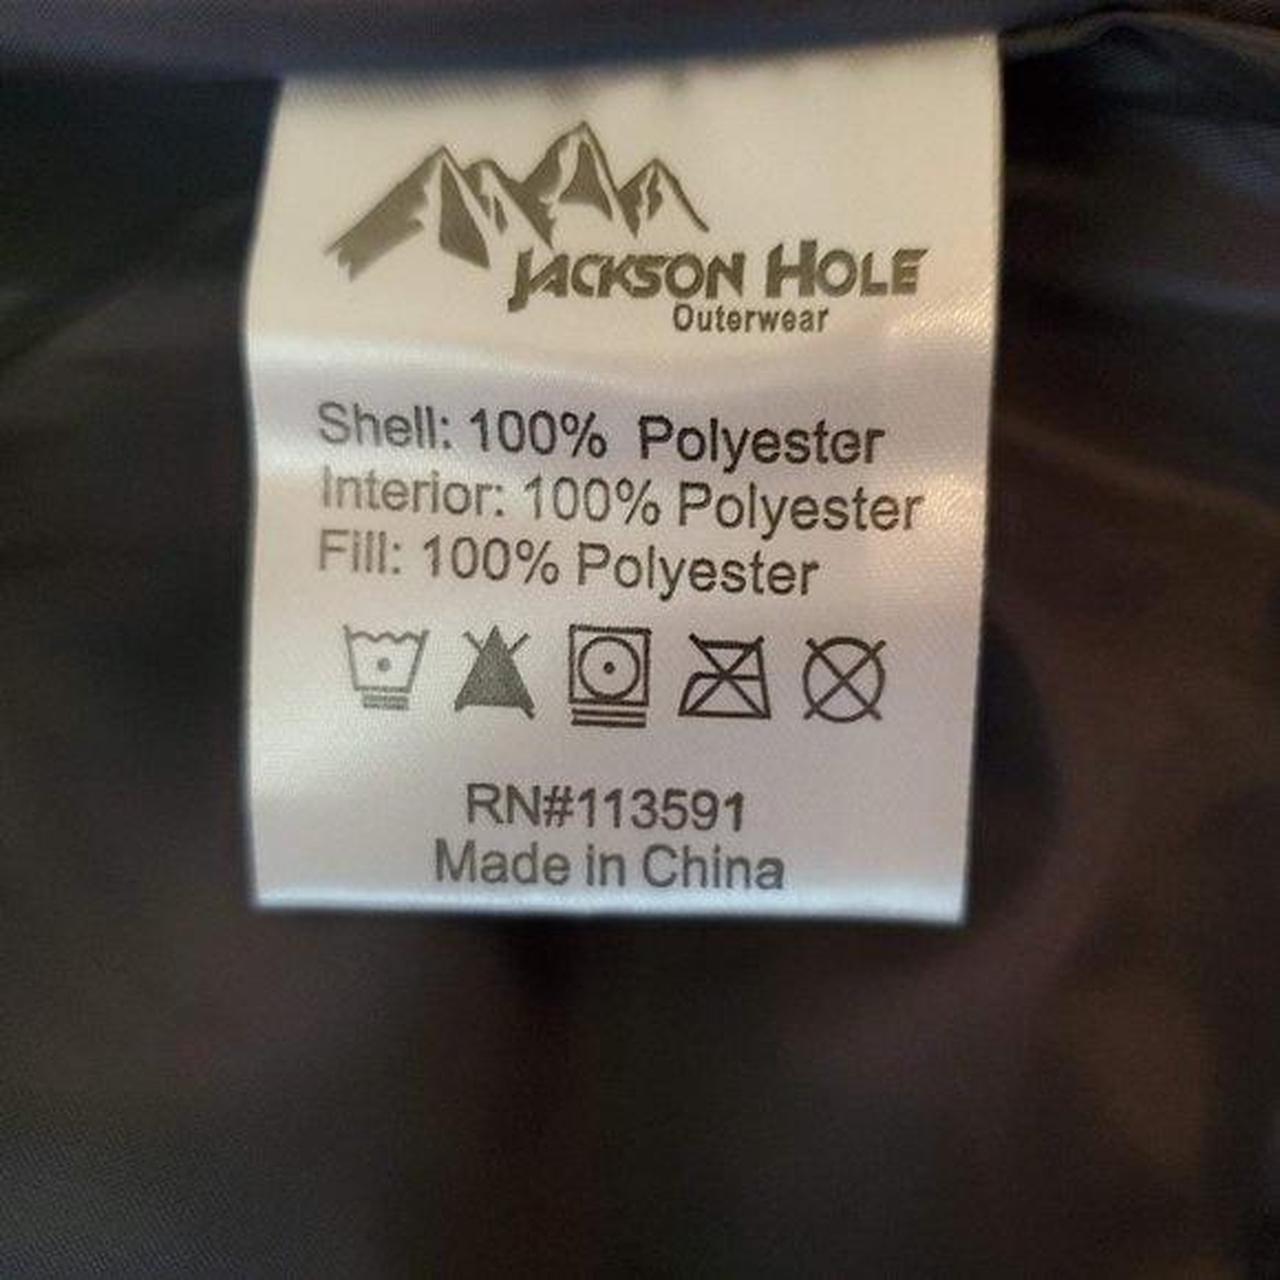 JACKSON HOLE
Outerwear
Shell: 100% Polyester
Interior: 100% Polyester
Fill: 100% Polyester
RN#113591
Made in China